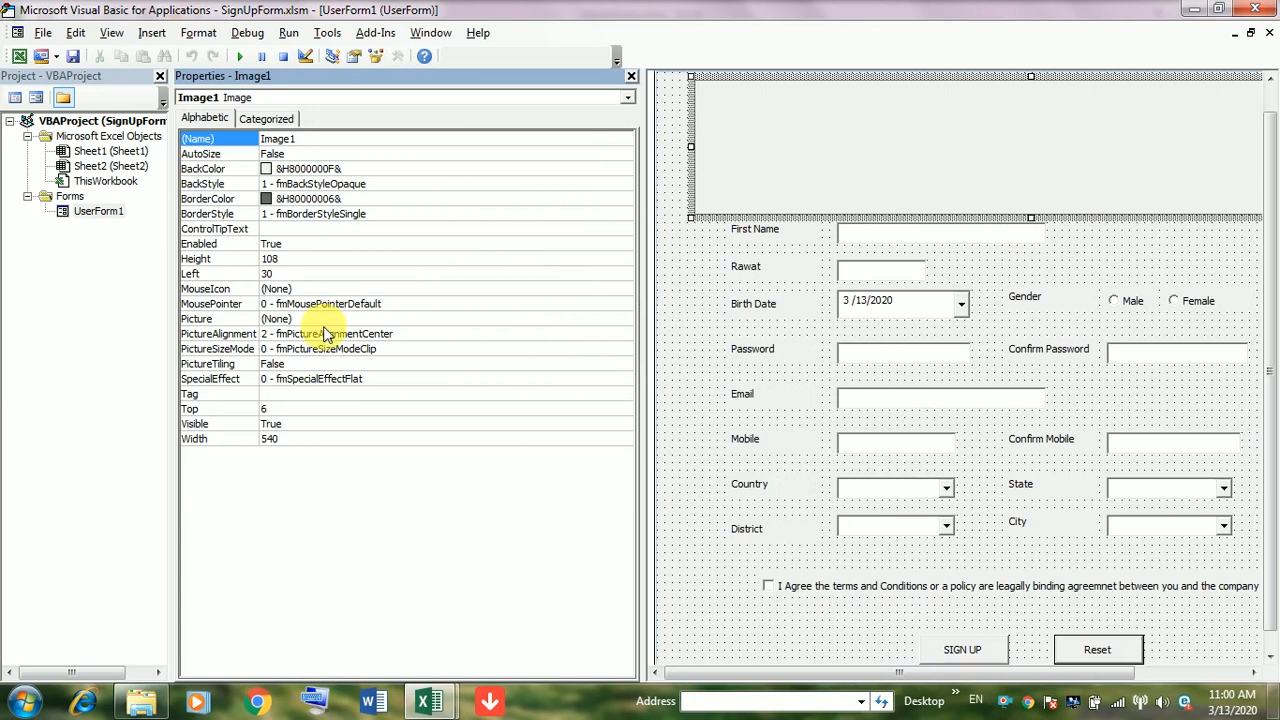 Microsoft Visual Basic for Applications - SignUpForm.xlsm - [UserForm1 (UserForm)]
File Edit View Insert Format Debug Run Tools Add-Ins Window Help
Project - VBAProject
Properties - Image1
Image1 Image
Alphabetic Categorized
VBAProject (SignUpForm
Microsoft Excel Objects
Sheet1 (Sheet1)
Sheet2 (Sheet2)
ThisWorkbook
Forms
UserForm1
(Name) Image1
AutoSize False
BackColor &H8000000F&
BackStyle 1 - fmBackStyleOpaque
BorderColor &H80000006&
BorderStyle 1 - fmBorderStyleSingle
ControlTipText
Enabled True
Height 108
Left 30
MouseIcon (None)
MousePointer 0 - fmMousePointerDefault
Picture (None)
PictureAlignment 2 - fmPictureAlignmentCenter
PictureSizeMode 0 - fmPictureSizeModeClip
PictureTiling False
SpecialEffect 0 - fmSpecialEffectFlat
Tag
Top 6
Visible True
Width 540
First Name
Rawat
Birth Date 3 /13/2020 Gender Male Female
Password Confirm Password
Email
Mobile Confirm Mobile
Country State
District City
I Agree the terms and Conditions or a policy are leagally binding agreemnet between you and the company
SIGN UP Reset
Address Desktop EN 11:00 AM
3/13/2020